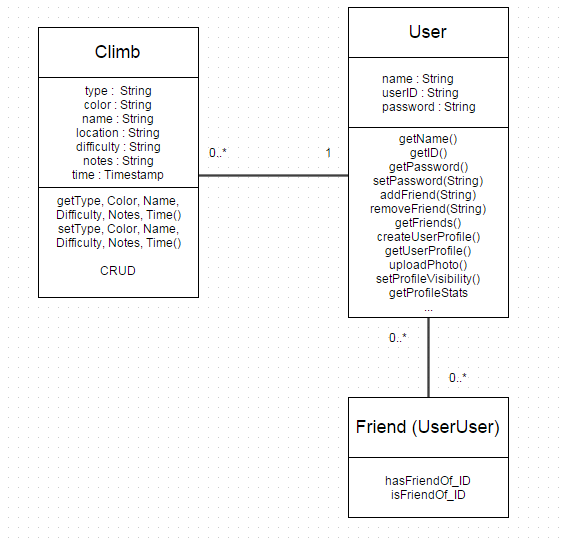 Climb
type :  String
color : String
name : String
location : String
difficulty : String
notes : String
time : Timestamp
getType, Color, Name,
Difficulty, Notes, Time()
setType, Color, Name,
Difficulty, Notes, Time()
CRUD
0..*
1
User
name : String
userID : String
password : String
getName()
getID()
getPassword()
setPassword(String)
addFriend(String)
removeFriend(String)
getFriends()
createUserProfile()
getUserProfile()
uploadPhoto()
setProfileVisibility()
getProfileStats
...
0..*
0..*
Friend (UserUser)
hasFriendOf_ID
isFriendOf_ID